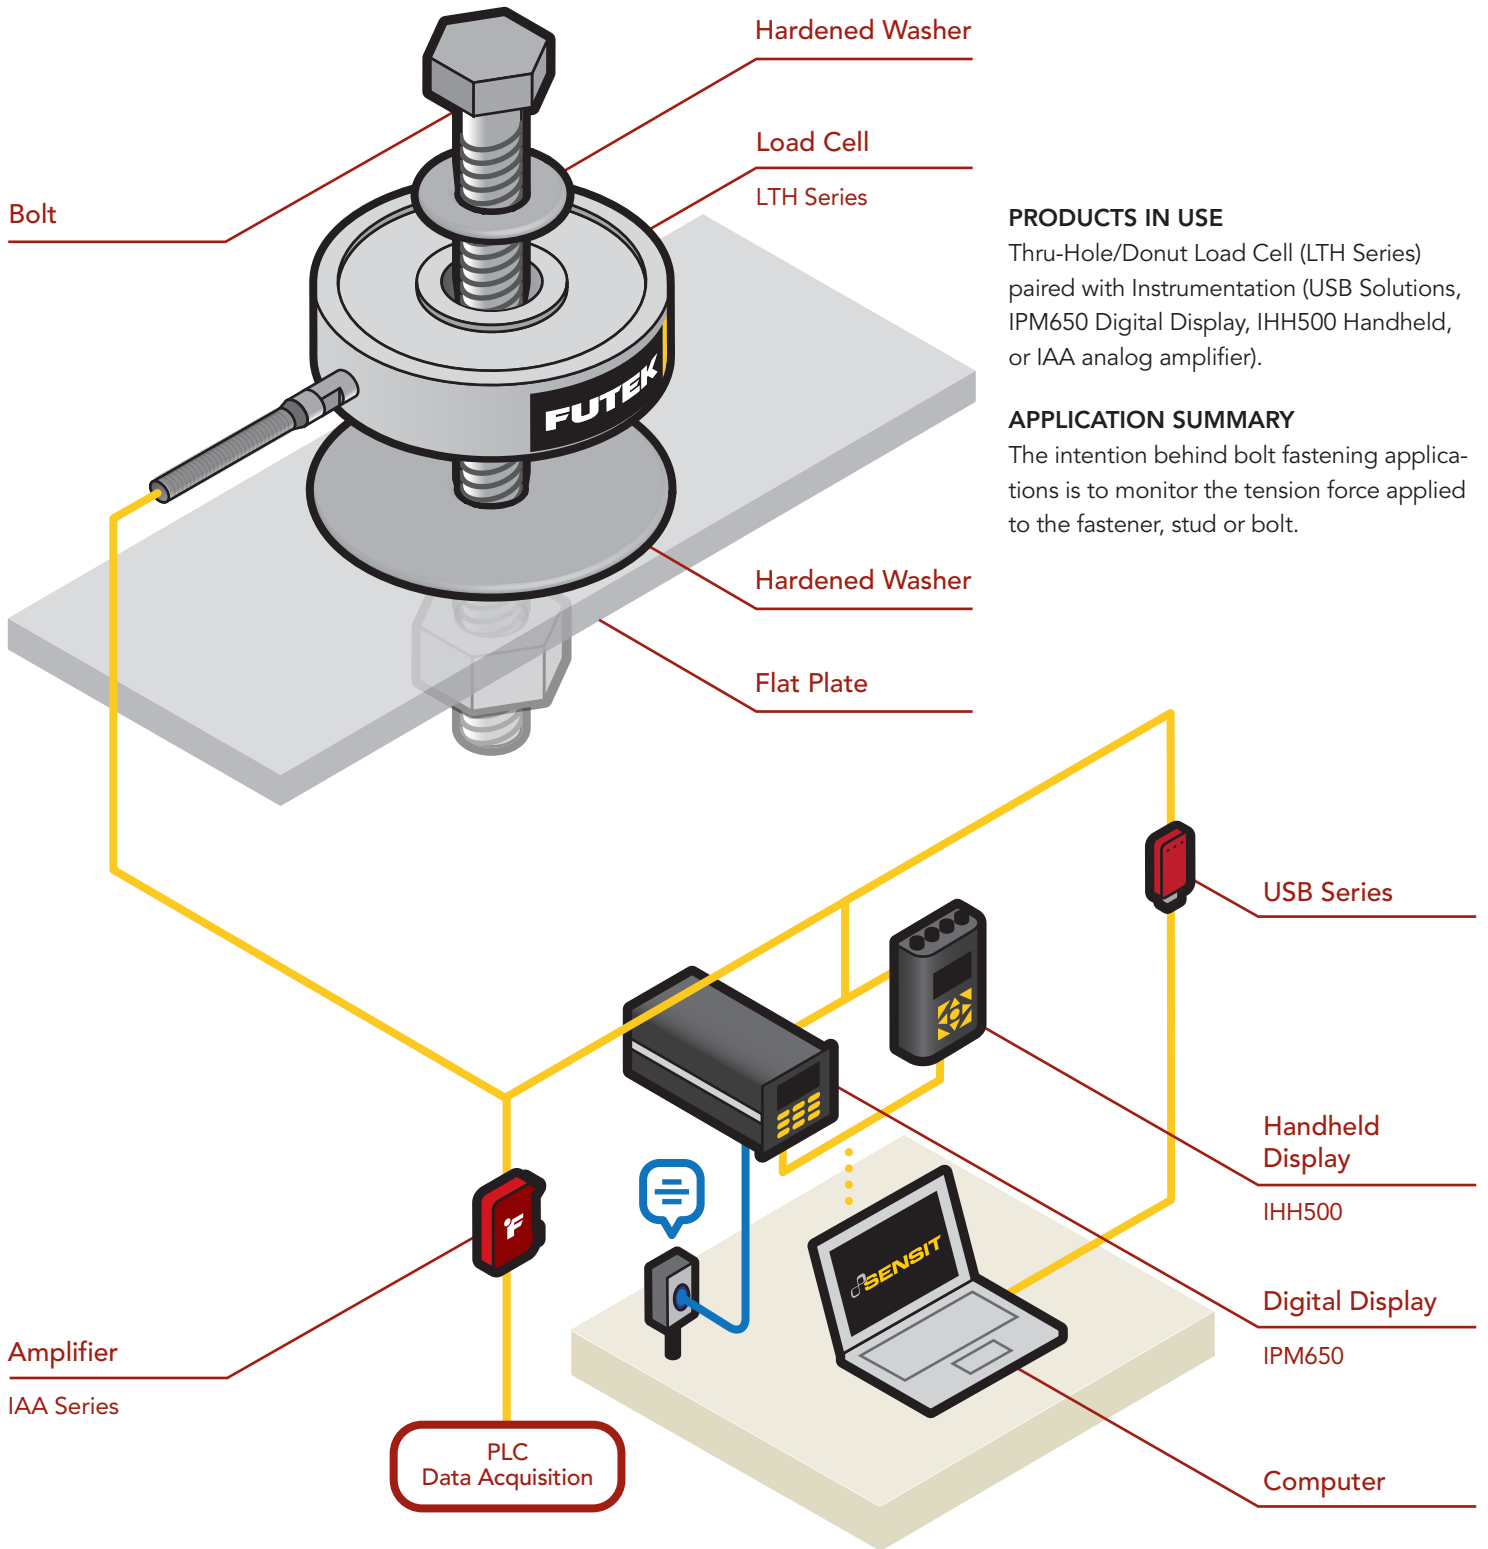 Hardened Washer
Load Cell
LTH Series
Bolt
PRODUCTS IN USE
Thru-Hole/Donut Load Cell (LTH Series)
paired with Instrumentation (USB Solutions,
IPM650 Digital Display, IHH500 Handheld,
or IAA analog amplifier).
APPLICATION SUMMARY
The intention behind bolt fastening applica-
tions is to monitor the tension force applied
to the fastener, stud or bolt.
FUTEK
Hardened Washer
Flat Plate
USB Series
Handheld
Display
IHH500
F
SENSIT
Digital Display
IPM650
Amplifier
IAA Series
PLC
Data Acquisition
Computer